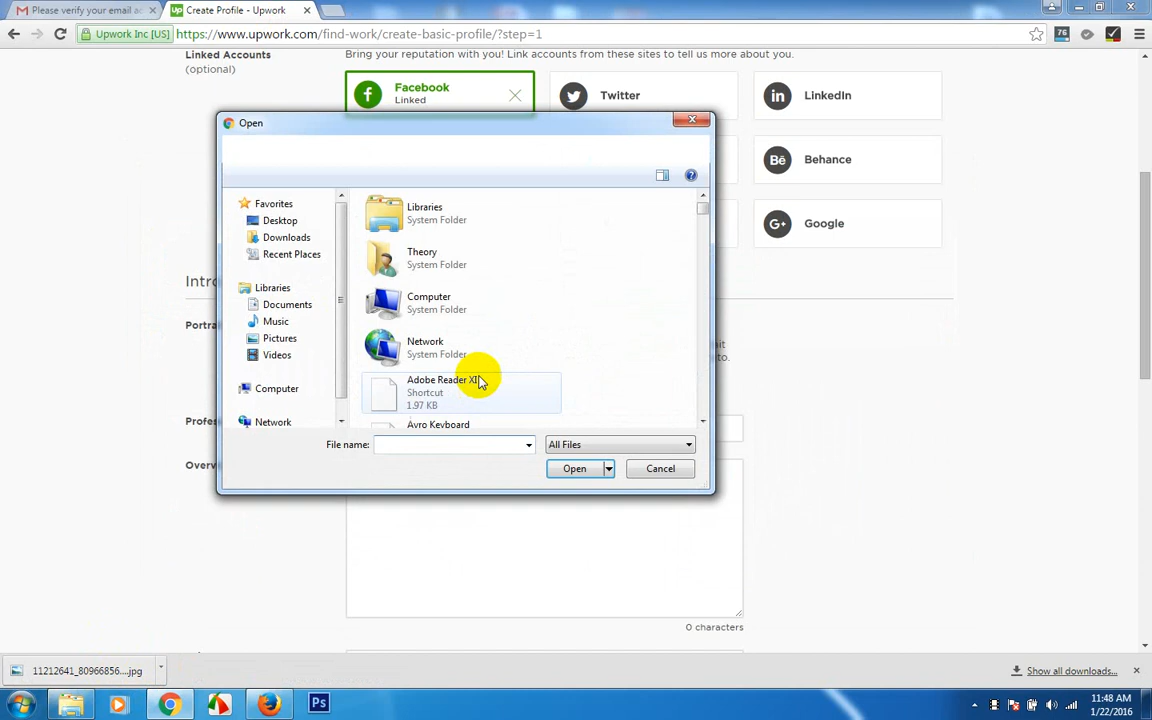 Please verify your email ac
Create Profile - Upwork
Upwork Inc [US]
https://www.upwork.com/find-work/create-basic-profile/?step=1
76
Linked Accounts
(optional)
Bring your reputation with you! Link accounts from these sites to tell us more about you.
Facebook
Linked
Twitter
LinkedIn
Behance
Google
Open
Favorites
Desktop
Downloads
Recent Places
Libraries
Documents
Music
Pictures
Videos
Computer
Network
Libraries
System Folder
Theory
System Folder
Computer
System Folder
Network
System Folder
Adobe Reader XI
Shortcut
1.97 KB
Avro Keyboard
File name:
All Files
Open
Cancel
Intro
Portra
it
to.
Profes
Overv
0 characters
11212641_80966856....jpg
Show all downloads...
Ps
11:48 AM
1/22/2016